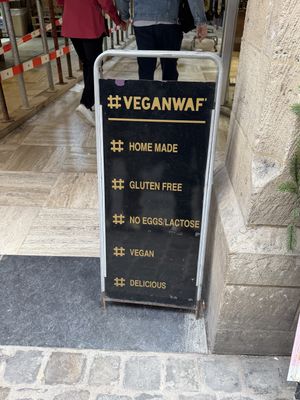 #VEGANWAF'
# HOME MADE
# GLUTEN FREE
# NO EGGS/LACTOSE
# VEGAN
# DELICIOUS